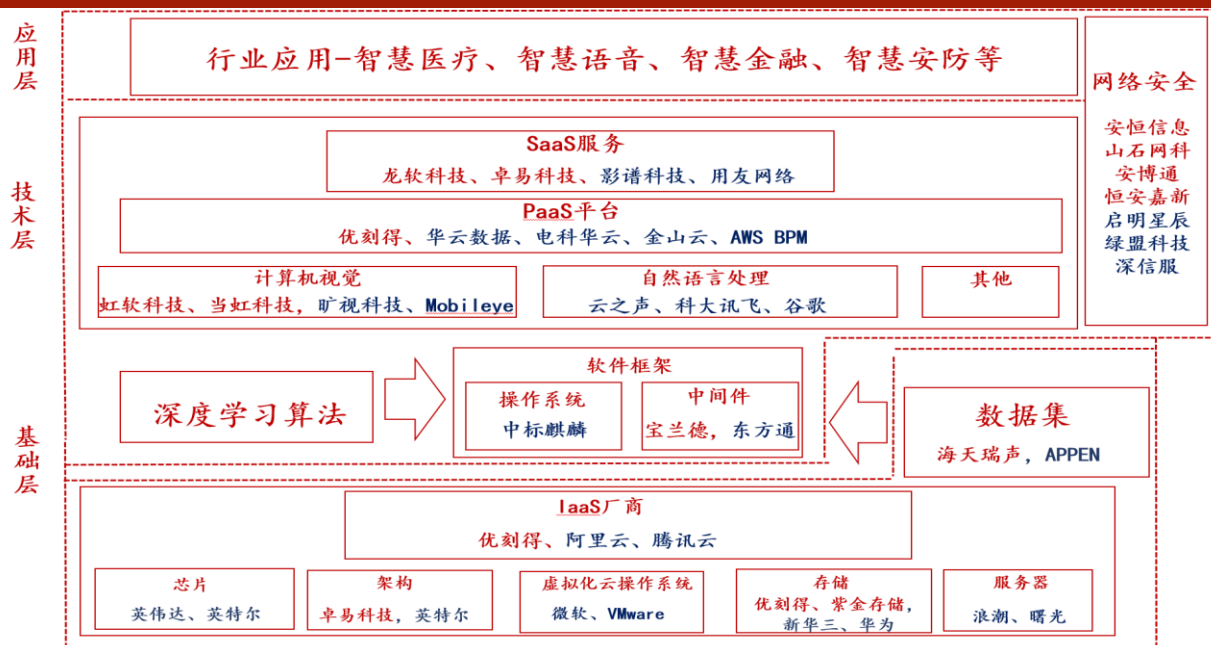 应用层
行业应用-智慧医疗、智慧语音、智慧金融、智慧安防等
网络安全
安恒信息
山石网科
安博通
恒安嘉新
启明星辰
绿盟科技
深信服
技术层
SaaS服务
龙软科技、卓易科技、影谱科技、用友网络
PaaS平台
优刻得、华云数据、电科华云、金山云、AWS BPM
计算机视觉
虹软科技、当虹科技，旷视科技、Mobileye
自然语言处理
云之声、科大讯飞、谷歌
其他
基础层
深度学习算法
软件框架
操作系统
中标麒麟
中间件
宝兰德，东方通
数据集
海天瑞声，APPEN
IaaS厂商
优刻得、阿里云、腾讯云
芯片
英伟达、英特尔
架构
卓易科技，英特尔
虚拟化云操作系统
微软、VMware
存储
优刻得、紫金存储，
新华三、华为
服务器
浪潮、曙光